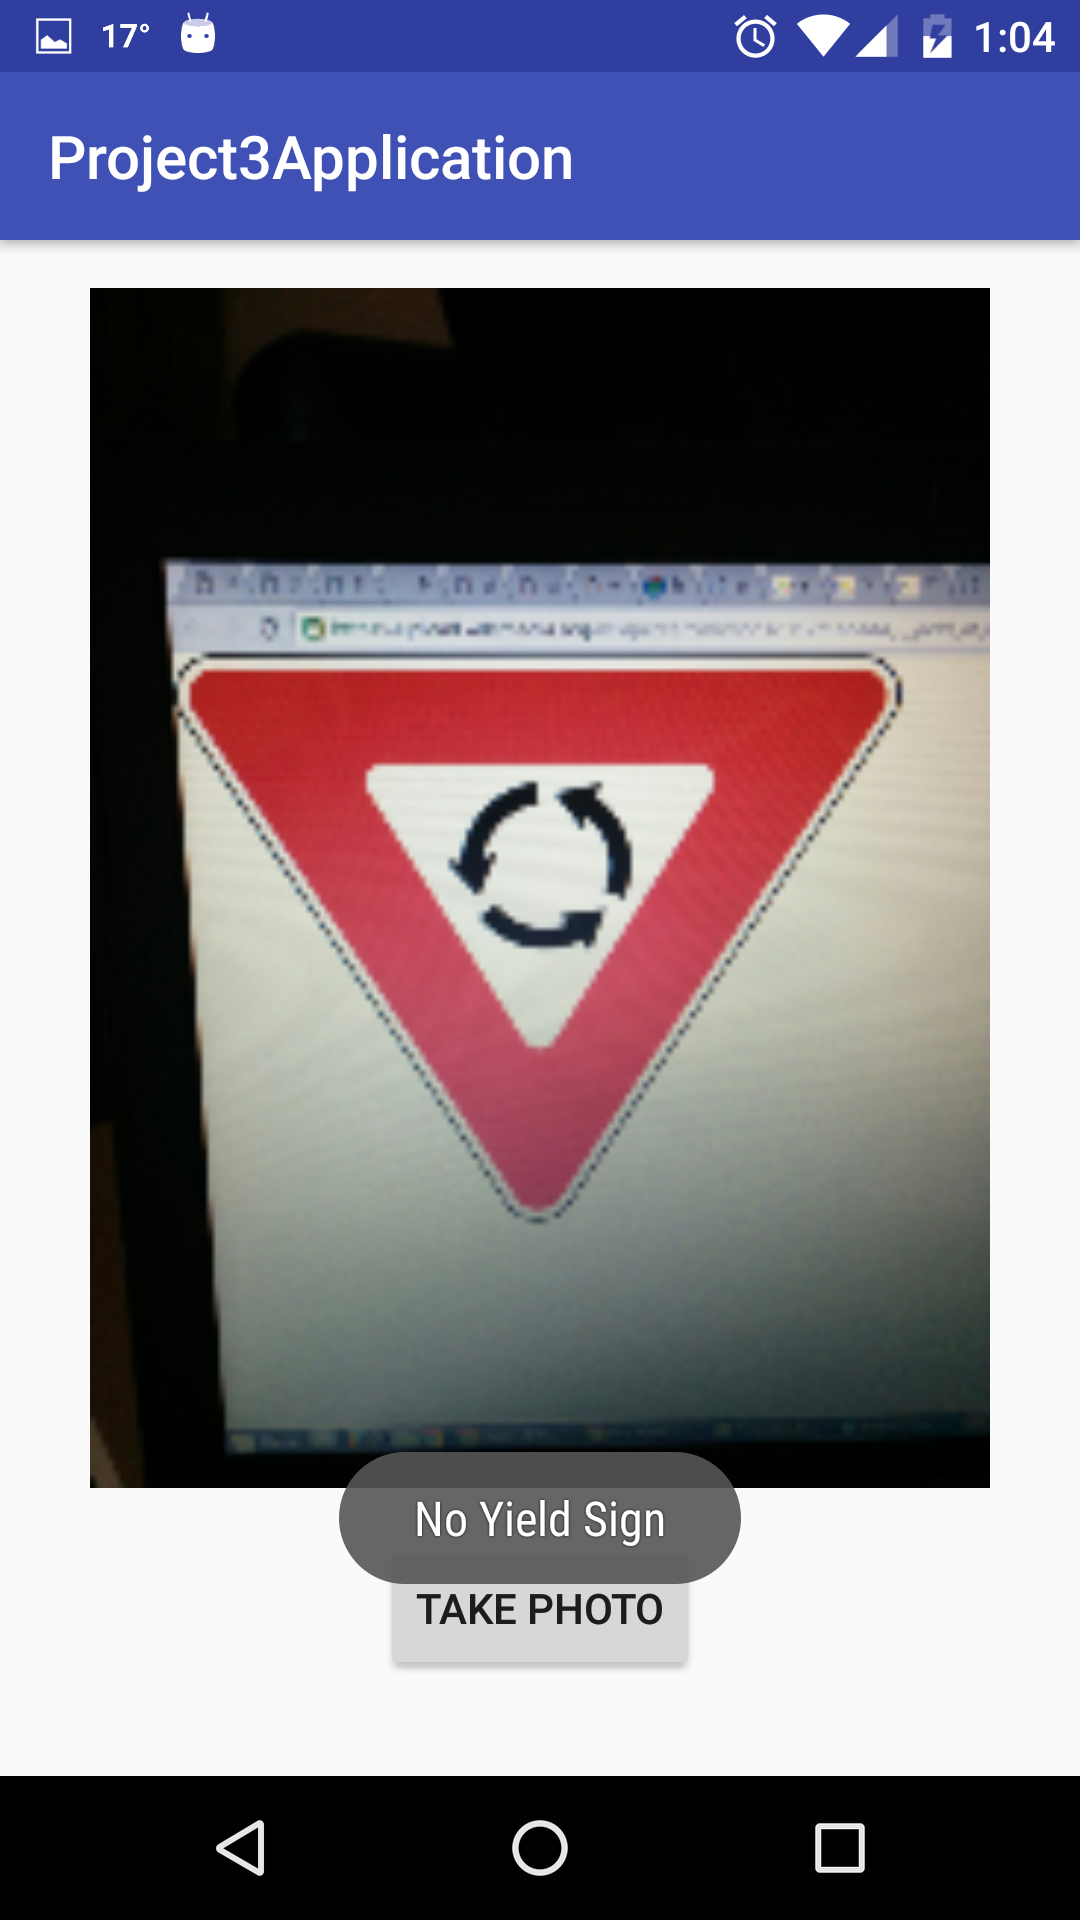 17°
1:04
Project3Application
No Yield Sign
TAKE PHOTO